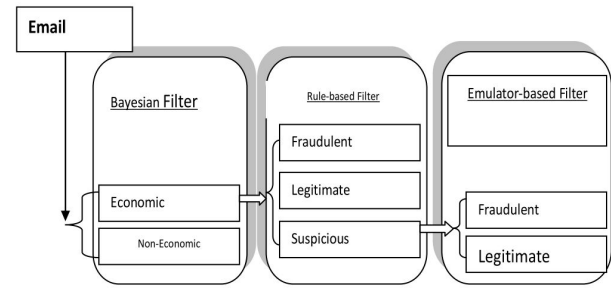 Email
Bayesian Filter
Economic
Non-Economic
Rule-based Filter
Fraudulent
Legitimate
Suspicious
Emulator-based Filter
Fraudulent
Legitimate